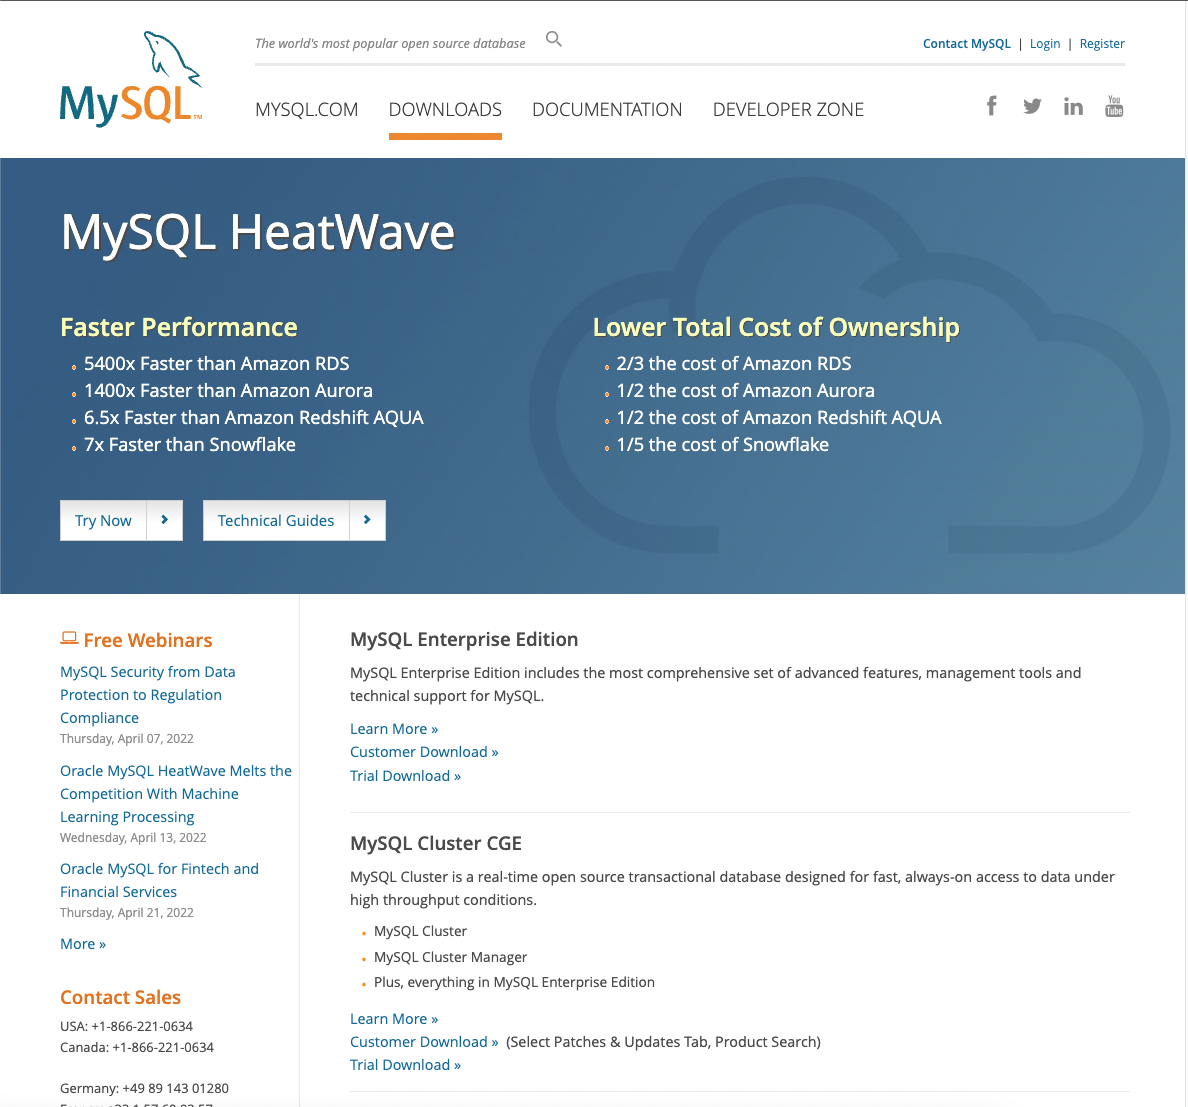 The world's most popular open source database
Contact MySQL | Login | Register
MySQL™
MYSQL.COM DOWNLOADS DOCUMENTATION DEVELOPER ZONE
You Tube
MySQL HeatWave
Faster Performance
5400x Faster than Amazon RDS
1400x Faster than Amazon Aurora
6.5x Faster than Amazon Redshift AQUA
7x Faster than Snowflake
Lower Total Cost of Ownership
2/3 the cost of Amazon RDS
1/2 the cost of Amazon Aurora
1/2 the cost of Amazon Redshift AQUA
1/5 the cost of Snowflake
Try Now
Technical Guides
Free Webinars
MySQL Security from Data
Protection to Regulation
Compliance
Thursday, April 07, 2022
Oracle MySQL HeatWave Melts the
Competition With Machine
Learning Processing
Wednesday, April 13, 2022
Oracle MySQL for Fintech and
Financial Services
Thursday, April 21, 2022
More »
Contact Sales
USA: +1-866-221-0634
Canada: +1-866-221-0634
Germany: +49 89 143 01280
MySQL Enterprise Edition
MySQL Enterprise Edition includes the most comprehensive set of advanced features, management tools and
technical support for MySQL.
Learn More »
Customer Download »
Trial Download »
MySQL Cluster CGE
MySQL Cluster is a real-time open source transactional database designed for fast, always-on access to data under
high throughput conditions.
MySQL Cluster
MySQL Cluster Manager
Plus, everything in MySQL Enterprise Edition
Learn More »
Customer Download » (Select Patches & Updates Tab, Product Search)
Trial Download »